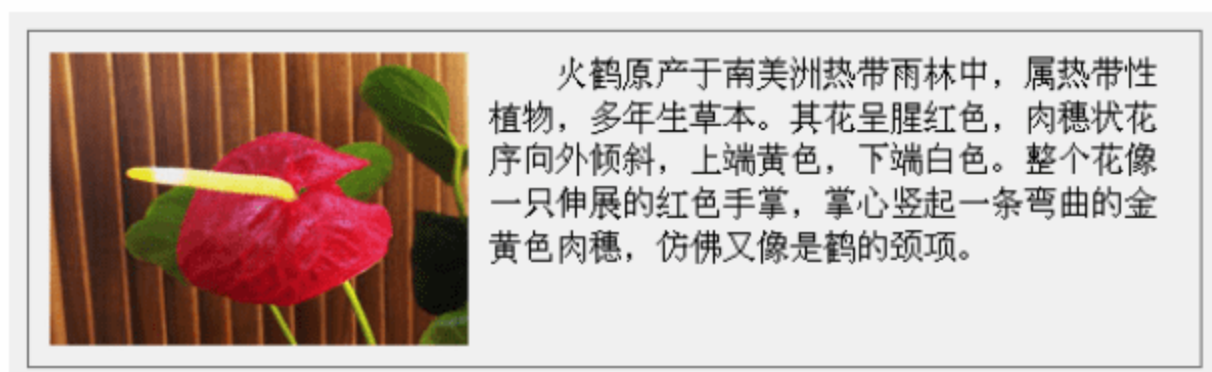 火鹤原产于南美洲热带雨林中，属热带性
植物，多年生草本。其花呈腥红色，肉穗状花
序向外倾斜，上端黄色，下端白色。整个花像
一只伸展的红色手掌，掌心竖起一条弯曲的金
黄色肉穗，仿佛又像是鹤的颈项。